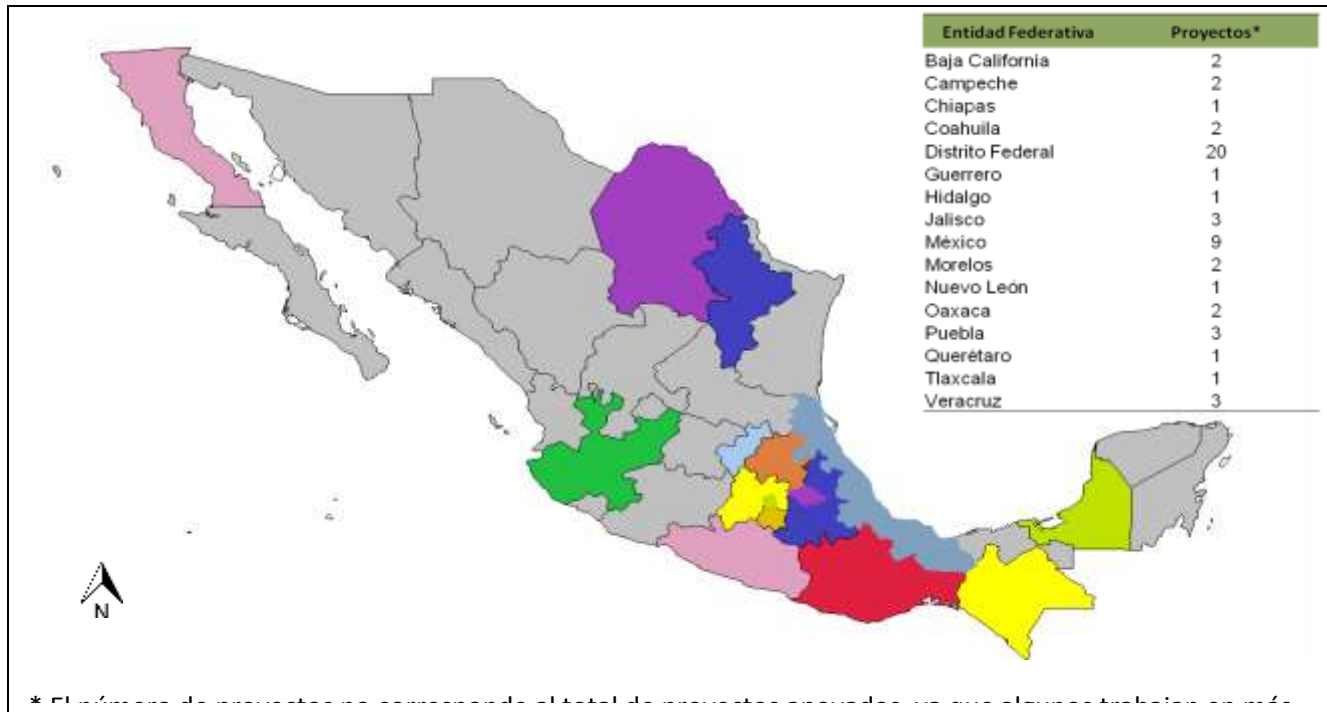 Entidad Federativa Proyectos*
Baja California 2
Campeche 2
Chiapas 1
Coahuila 2
Distrito Federal 20
Guerrero 1
Hidalgo 1
Jalisco 3
México 9
Morelos 2
Nuevo León 1
Oaxaca 2
Puebla 3
Querétaro 1
Tlaxcala 1
Veracruz 3
N
* El número de proyectos no corresponde al total de proyectos apoyados, ya que algunos trabajan en más